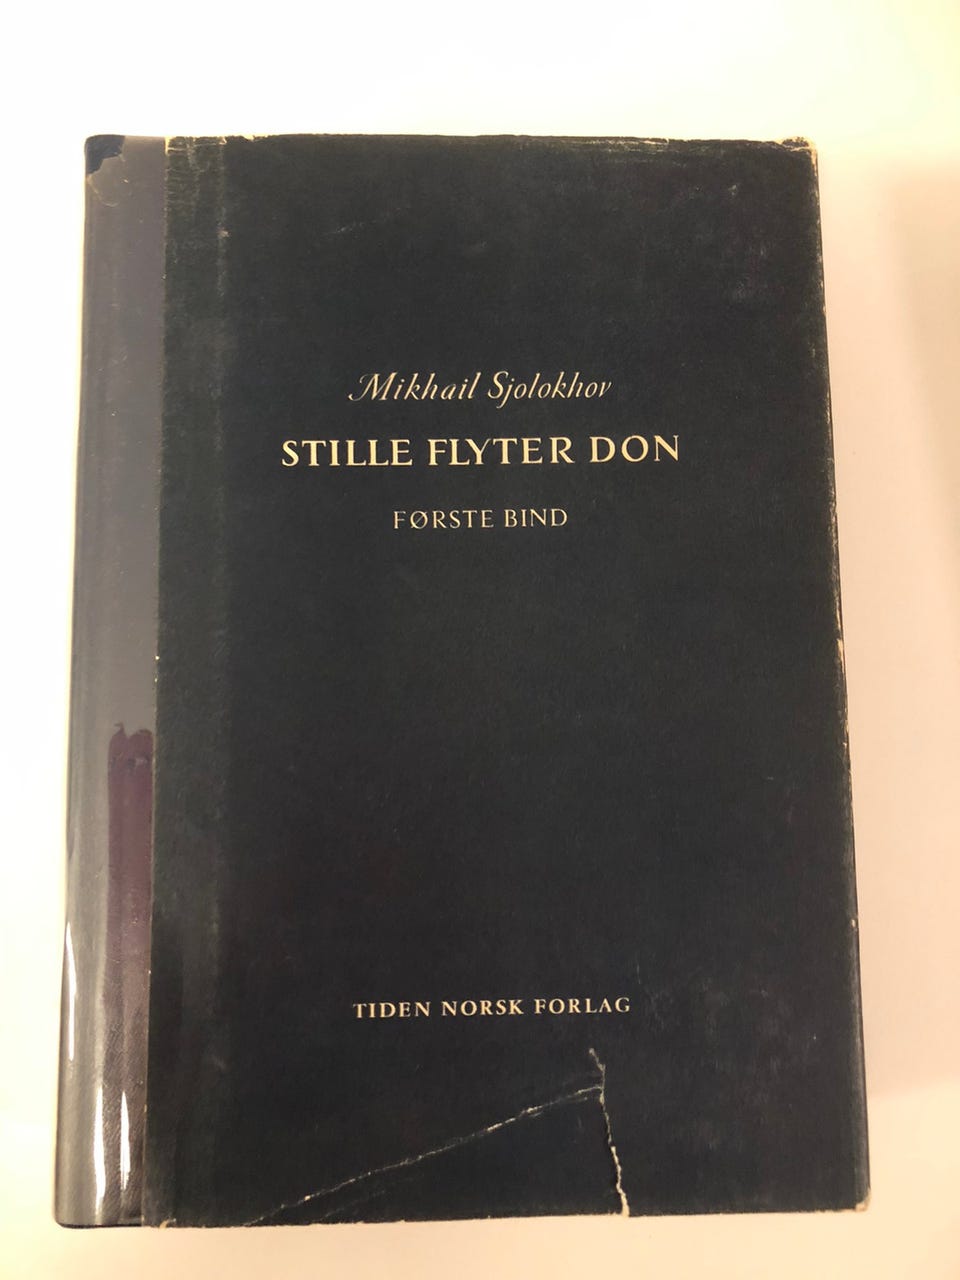 Mikhail Sjolokhov
STILLE FLYTER DON
FØRSTE BIND
TIDEN NORSK FORLAG